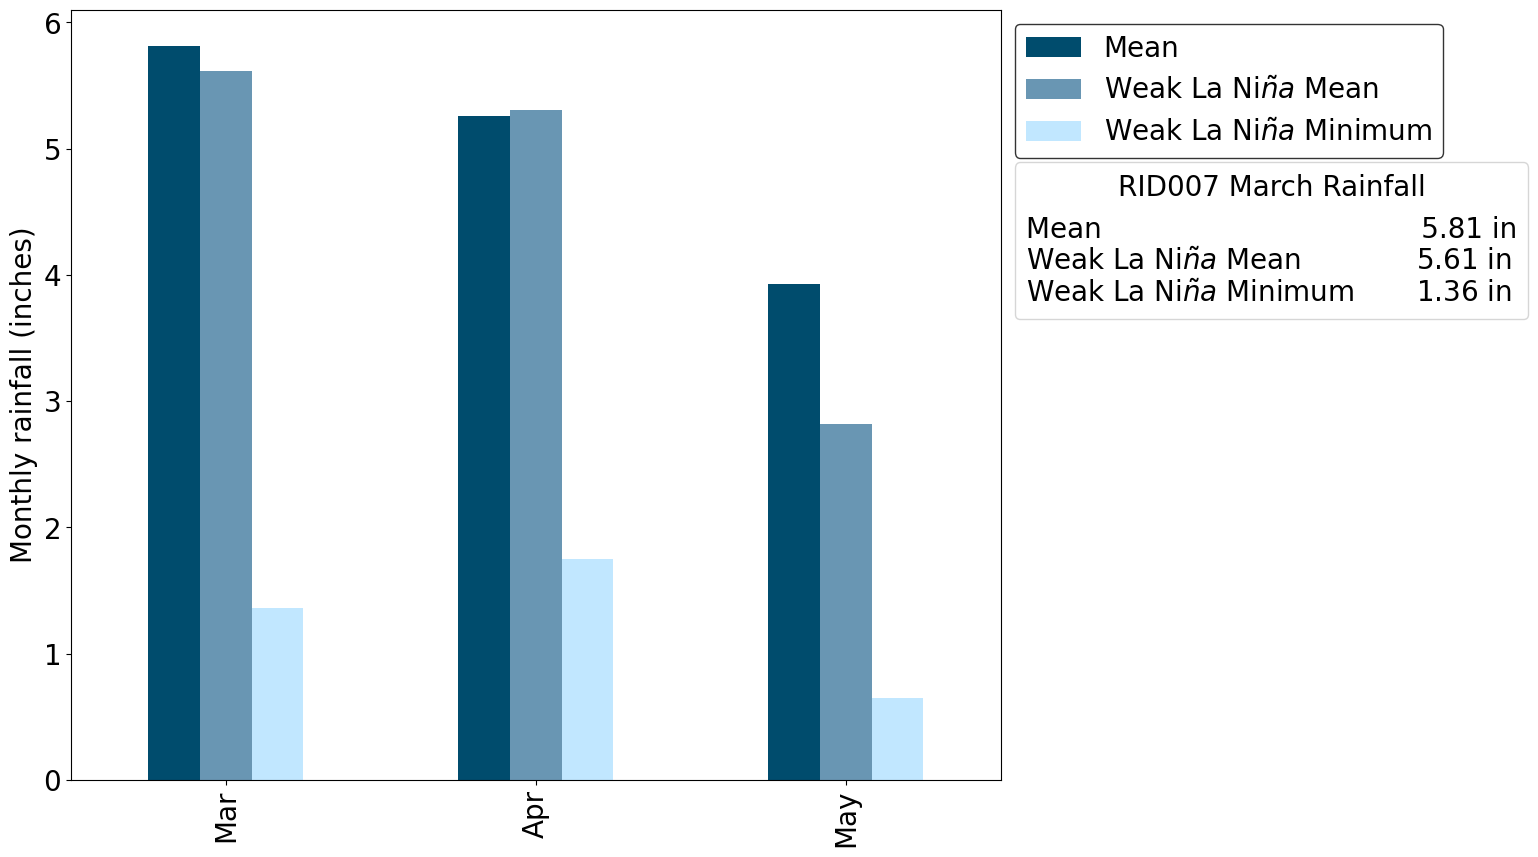 6
5
4
3
2
1
0
Monthly rainfall (inches)
Mar
Apr
May
Mean
Weak La Niña Mean
Weak La Niña Minimum
RID007 March Rainfall
Mean 5.81 in
Weak La Niña Mean 5.61 in
Weak La Niña Minimum 1.36 in